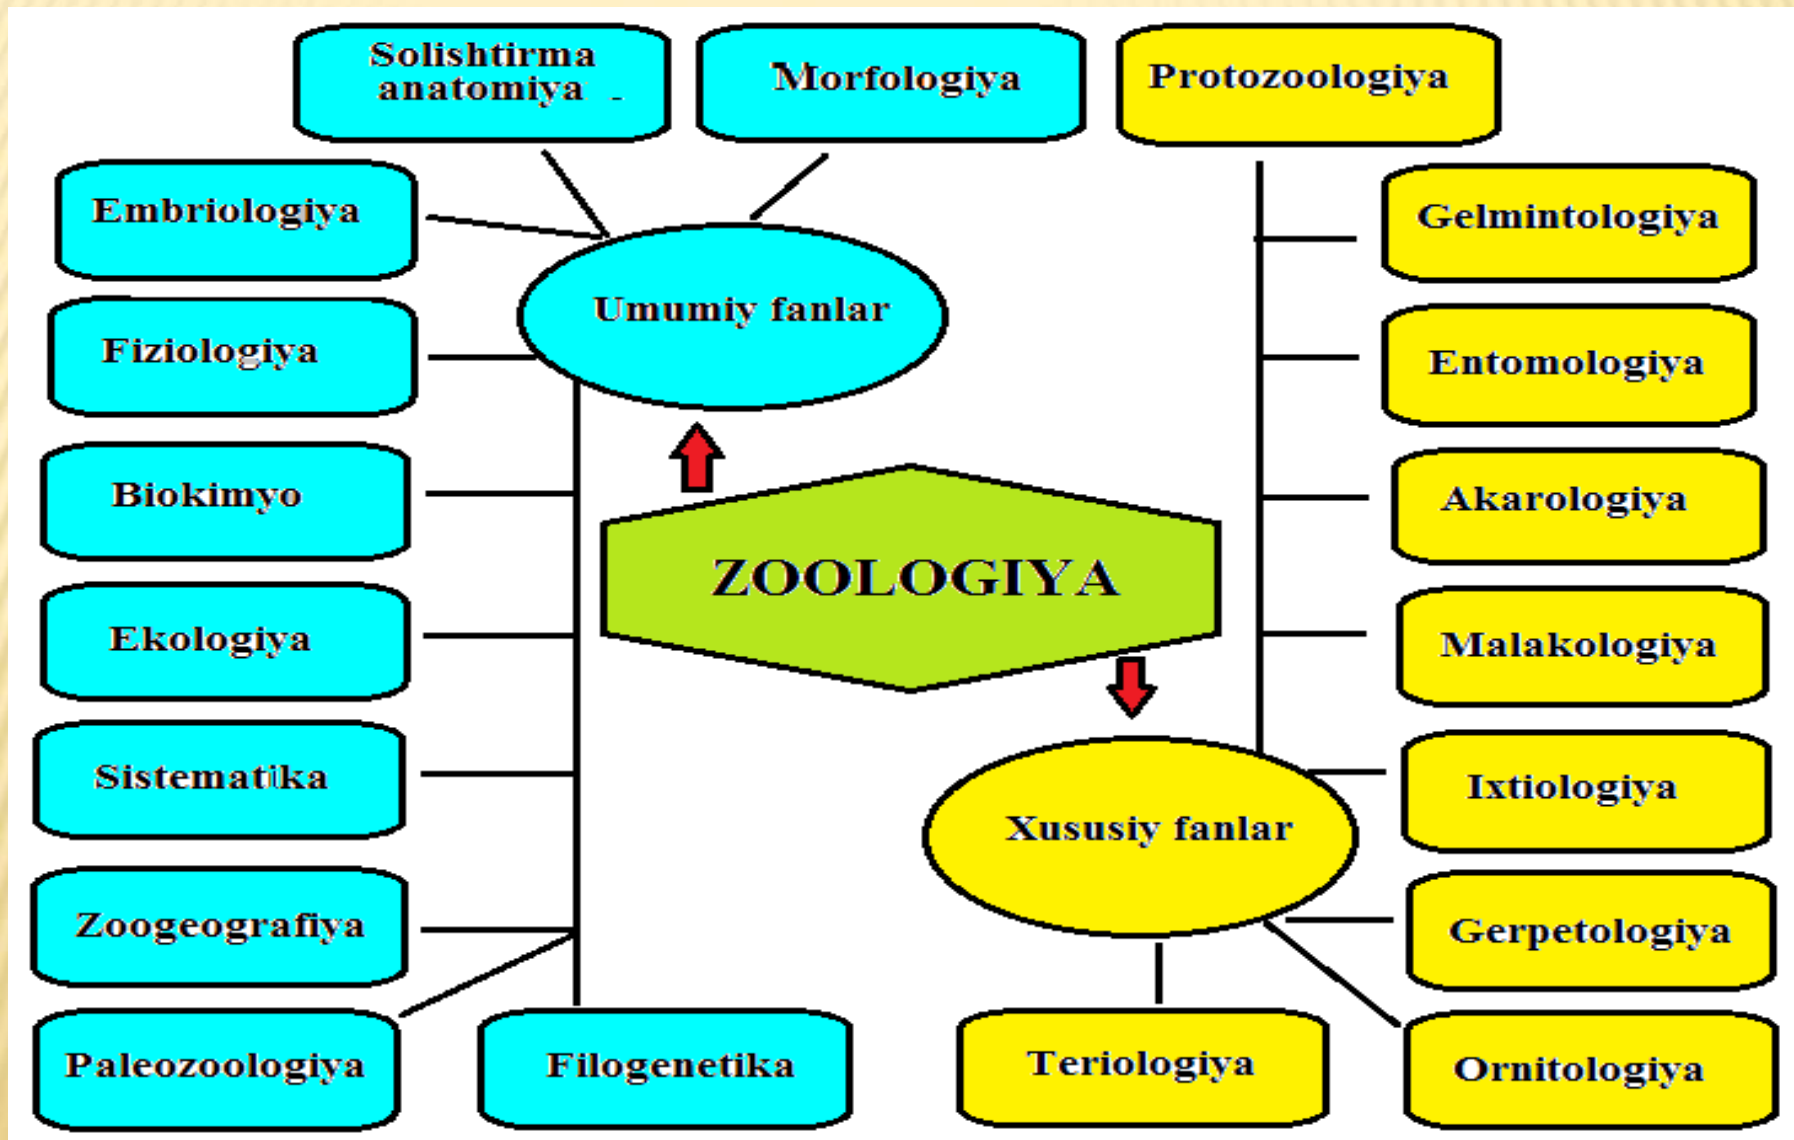 Solishtirma
anatomiya -
Morfologiya
Protozoologiya
Embriologiya
Gelmintologiya
Umumiy fanlar
Fiziologiya
Entomologiya
Biokimyo
Akarologiya
ZOOLOGIYA
Ekologiya
Malakologiya
Sistematika
Ixtiologiya
Xususiy fanlar
Zoogeografiya
Gerpetologiya
Paleozoologiya
Filogenetika
Teriologiya
Ornitologiya